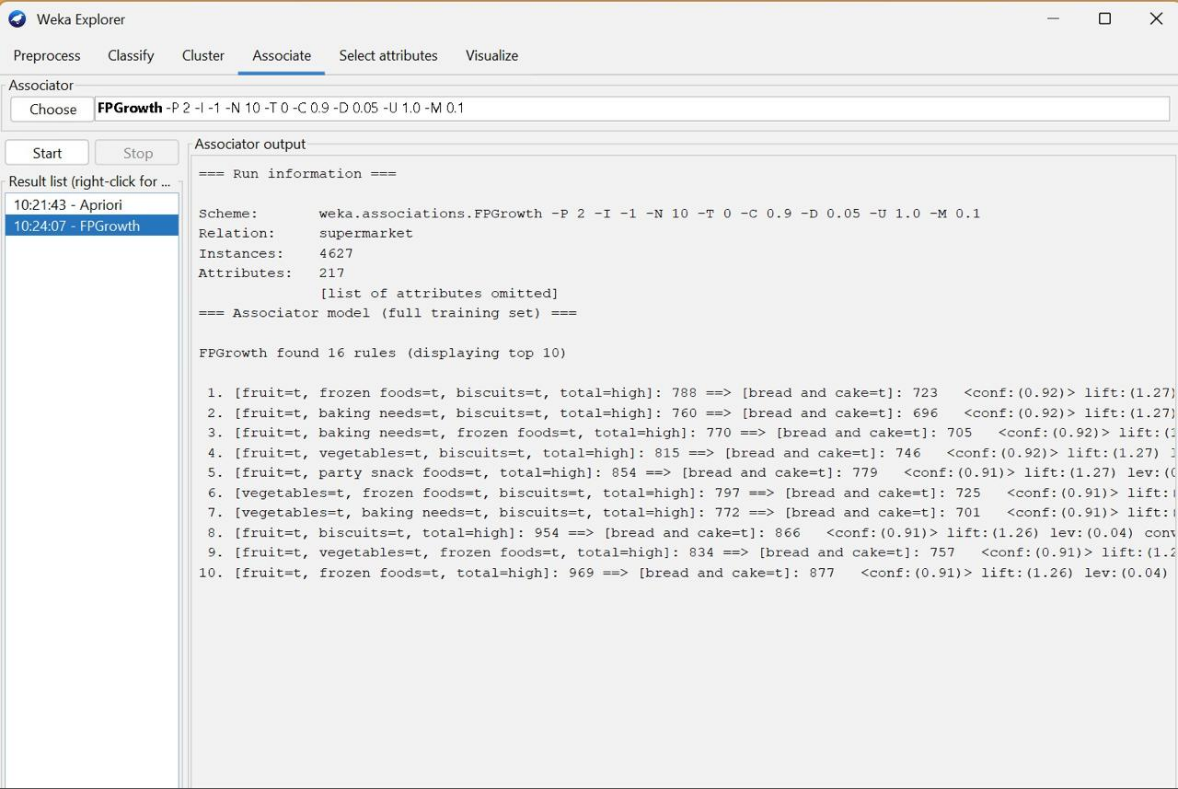 Weka Explorer
Preprocess Classify Cluster Associate Select attributes Visualize
Associator
Choose FPGrowth -P 2 -I -1 -N 10 -T 0 -C 0.9 -D 0.05 -U 1.0 -M 0.1
Start Stop
Result list (right-click for ...
10:21:43 - Apriori
10:24:07 - FPGrowth
Associator output
=== Run information ===
Scheme: weka.associations.FPGrowth -P 2 -I -1 -N 10 -T 0 -C 0.9 -D 0.05 -U 1.0 -M 0.1
Relation: supermarket
Instances: 4627
Attributes: 217
[list of attributes omitted]
=== Associator model (full training set) ===
FPGrowth found 16 rules (displaying top 10)
1. [fruit=t, frozen foods=t, biscuits=t, total=high]: 788 ==> [bread and cake=t]: 723 <conf:(0.92)> lift:(1.27)
2. [fruit=t, baking needs=t, biscuits=t, total=high]: 760 ==> [bread and cake=t]: 696 <conf:(0.92)> lift:(1.27)
3. [fruit=t, baking needs=t, frozen foods=t, total=high]: 770 ==> [bread and cake=t]: 705 <conf:(0.92)> lift:(
4. [fruit=t, vegetables=t, biscuits=t, total=high]: 815 ==> [bread and cake=t]: 746 <conf:(0.92)> lift:(1.27)
5. [fruit=t, party snack foods=t, total=high]: 854 ==> [bread and cake=t]: 779 <conf:(0.91)> lift:(1.27) lev:(
6. [vegetables=t, frozen foods=t, biscuits=t, total=high]: 797 ==> [bread and cake=t]: 725 <conf:(0.91)> lift:
7. [vegetables=t, baking needs=t, biscuits=t, total=high]: 772 ==> [bread and cake=t]: 701 <conf:(0.91)> lift:
8. [fruit=t, biscuits=t, total=high]: 954 ==> [bread and cake=t]: 866 <conf:(0.91)> lift:(1.26) lev:(0.04) conv
9. [fruit=t, vegetables=t, frozen foods=t, total=high]: 834 ==> [bread and cake=t]: 757 <conf:(0.91)> lift:(1.2
10. [fruit=t, frozen foods=t, total=high]: 969 ==> [bread and cake=t]: 877 <conf:(0.91)> lift:(1.26) lev:(0.04)